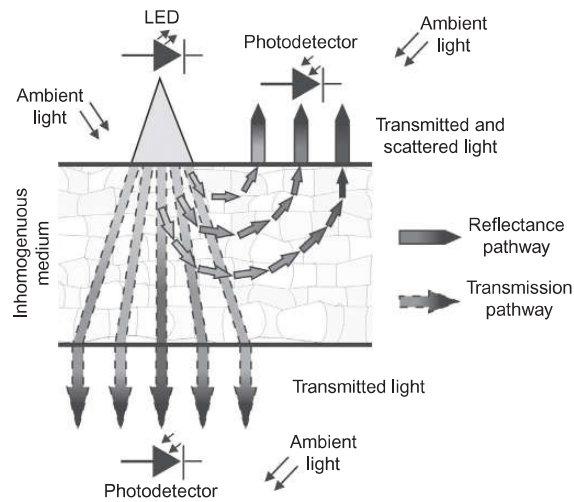 LED
Photodetector
Ambient
light
Ambient
light
Transmitted and
scattered light
Inhomogenuous
medium
Reflectance
pathway
Transmission
pathway
Transmitted light
Ambient
light
Photodetector